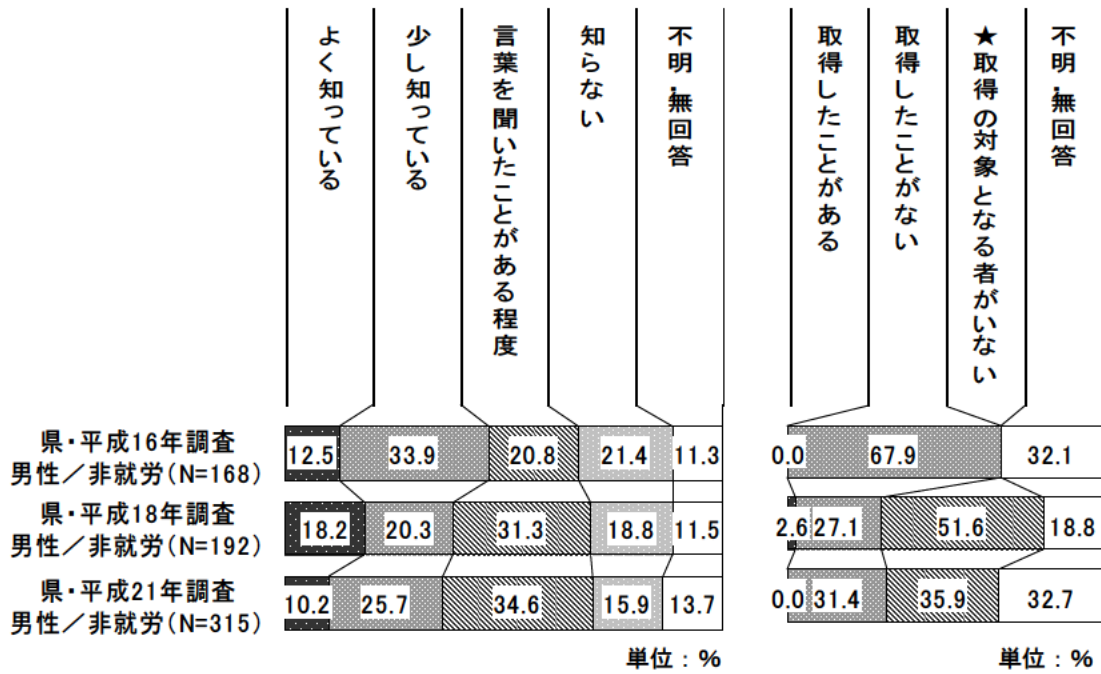 よく知っている
少し知っている
言葉を聞いたことがある程度
知らない
不明・無回答
取得したことがある
取得したことがない
★取得の対象となる者がいない
不明・無回答
県・平成16年調査
男性／非就労(N=168)
12.5 33.9 20.8 21.4 11.3
0.0 67.9 32.1
県・平成18年調査
男性／非就労(N=192)
18.2 20.3 31.3 18.8 11.5
2.6 27.1 51.6 18.8
県・平成21年調査
男性／非就労(N=315)
10.2 25.7 34.6 15.9 13.7
0.0 31.4 35.9 32.7
単位：%
単位：%